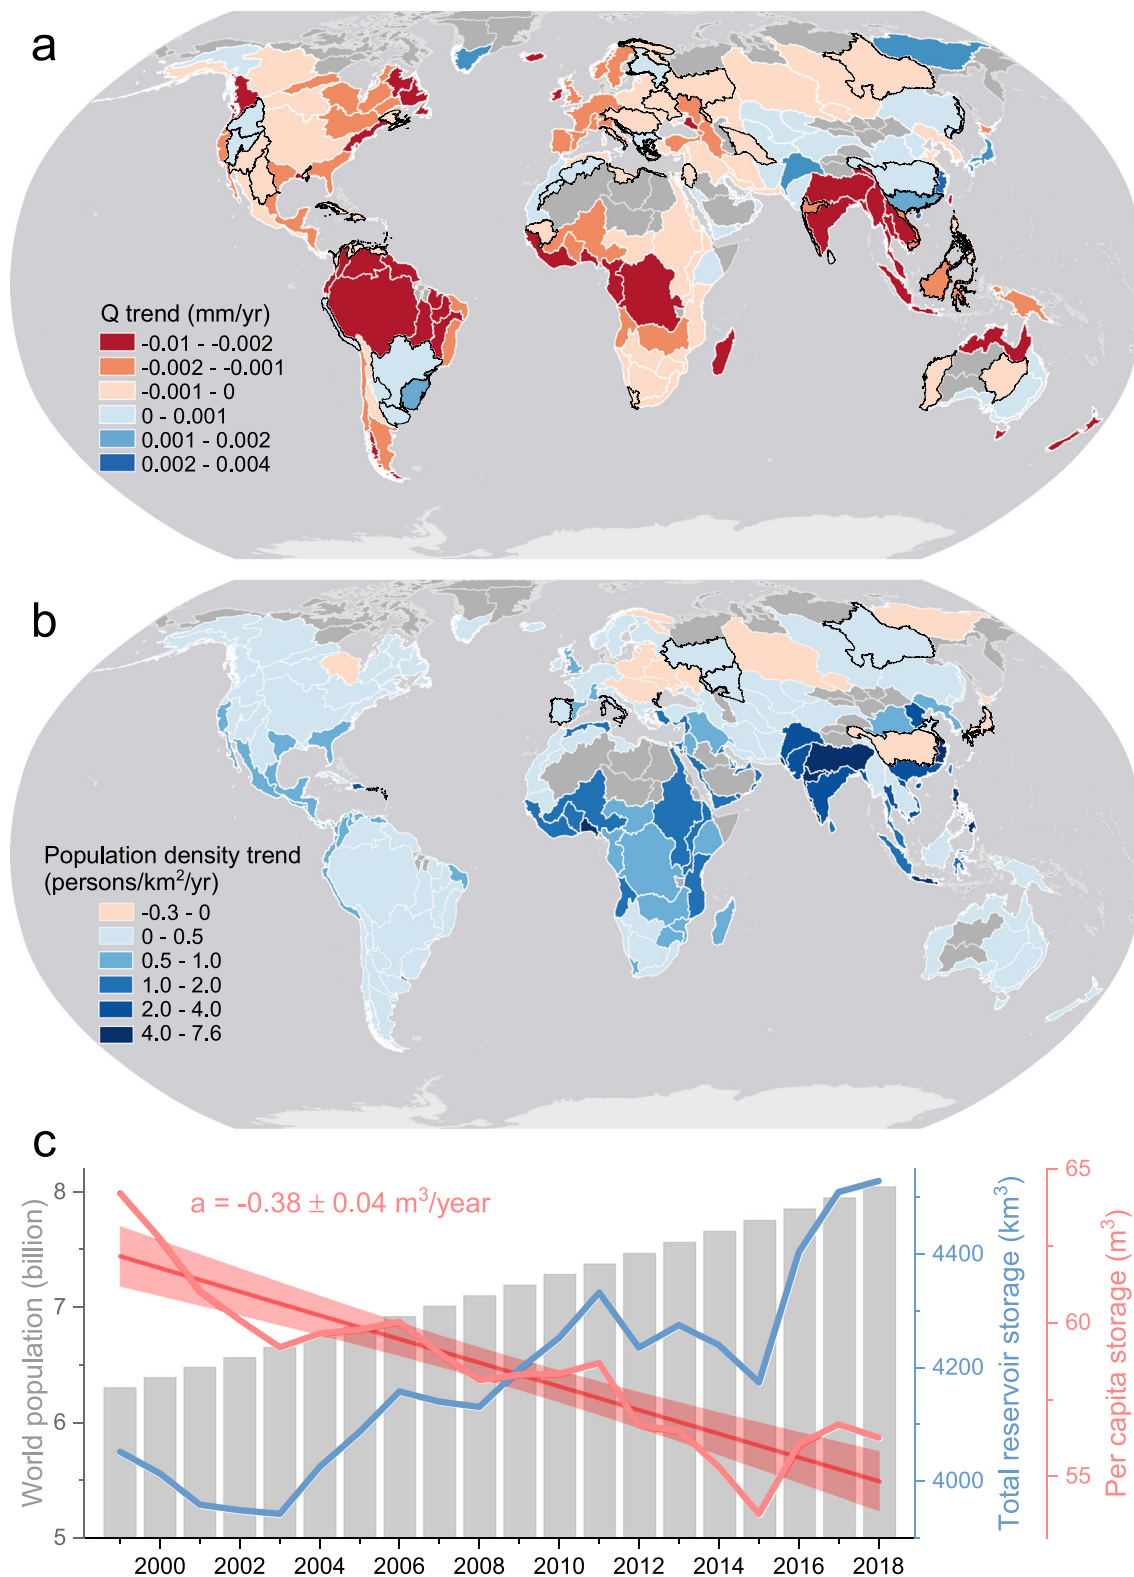 a
Q trend (mm/yr)
-0.01 - -0.002
-0.002 - -0.001
-0.001 - 0
0 - 0.001
0.001 - 0.002
0.002 - 0.004
b
Population density trend
(persons/km²/yr)
-0.3 - 0
0 - 0.5
0.5 - 1.0
1.0 - 2.0
2.0 - 4.0
4.0 - 7.6
c
a = -0.38 ± 0.04 m³/year
World population (billion)
8
7
6
5
Total reservoir storage (km³)
4400
4200
4000
Per capita storage (m³)
65
60
55
2000 2002 2004 2006 2008 2010 2012 2014 2016 2018